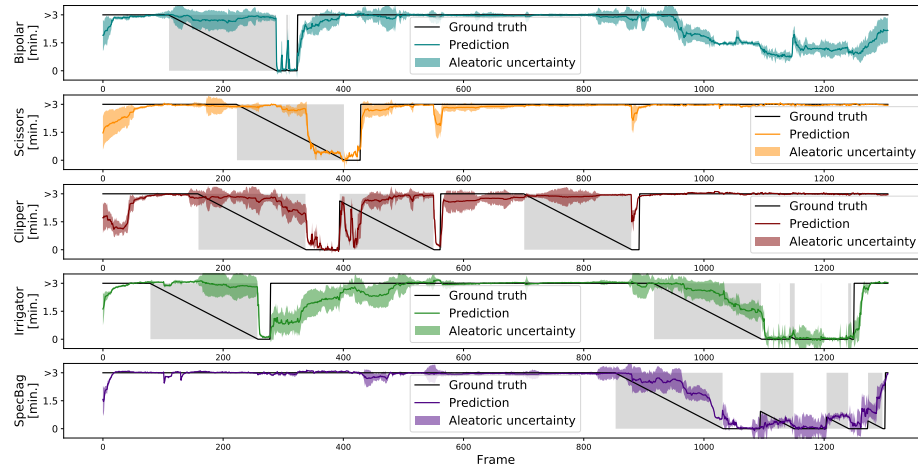 Bipolar
[min.]
>3
1.5
0
0 200 400 600 800 1000 1200
Ground truth
Prediction
Aleatoric uncertainty
Scissors
[min.]
>3
1.5
0
0 200 400 600 800 1000 1200
Ground truth
Prediction
Aleatoric uncertainty
Clipper
[min.]
>3
1.5
0
0 200 400 600 800 1000 1200
Ground truth
Prediction
Aleatoric uncertainty
Irrigator
[min.]
>3
1.5
0
0 200 400 600 800 1000 1200
Ground truth
Prediction
Aleatoric uncertainty
SpecBag
[min.]
>3
1.5
0
0 200 400 600 800 1000 1200
Ground truth
Prediction
Aleatoric uncertainty
Frame